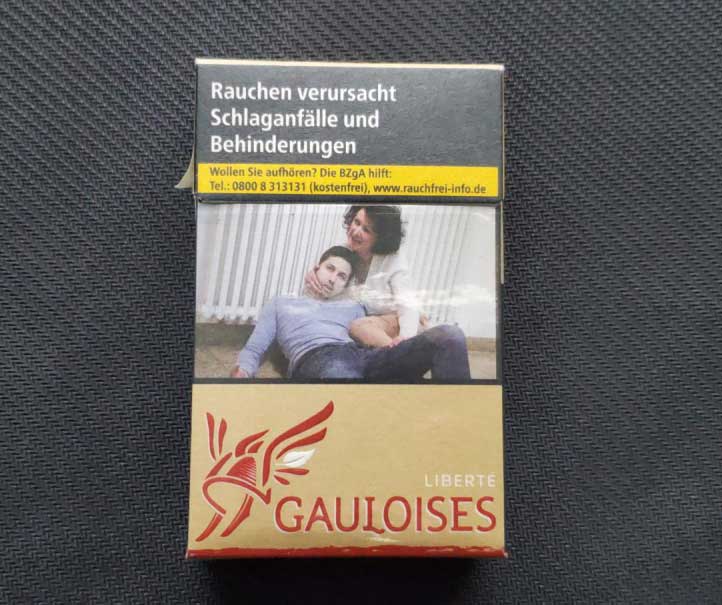 Rauchen verursacht
Schlaganfälle und
Behinderungen
Wollen Sie aufhören? Die BZgA hilft:
Tel.: 0800 8 313131 (kostenfrei), www.rauchfrei-info.de
LIBERTÉ
GAULOISES